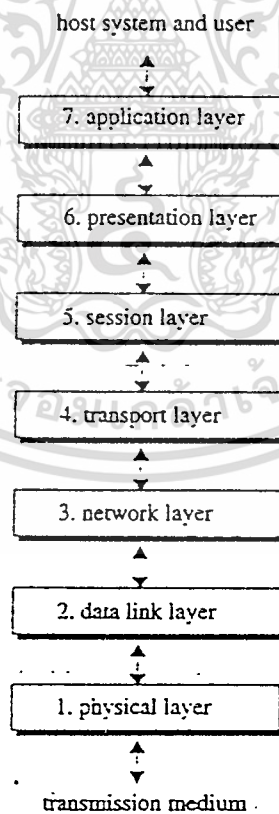 host system and user
7. application layer
6. presentation layer
5. session layer
4. transport layer
3. network layer
2. data link layer
1. physical layer
transmission medium